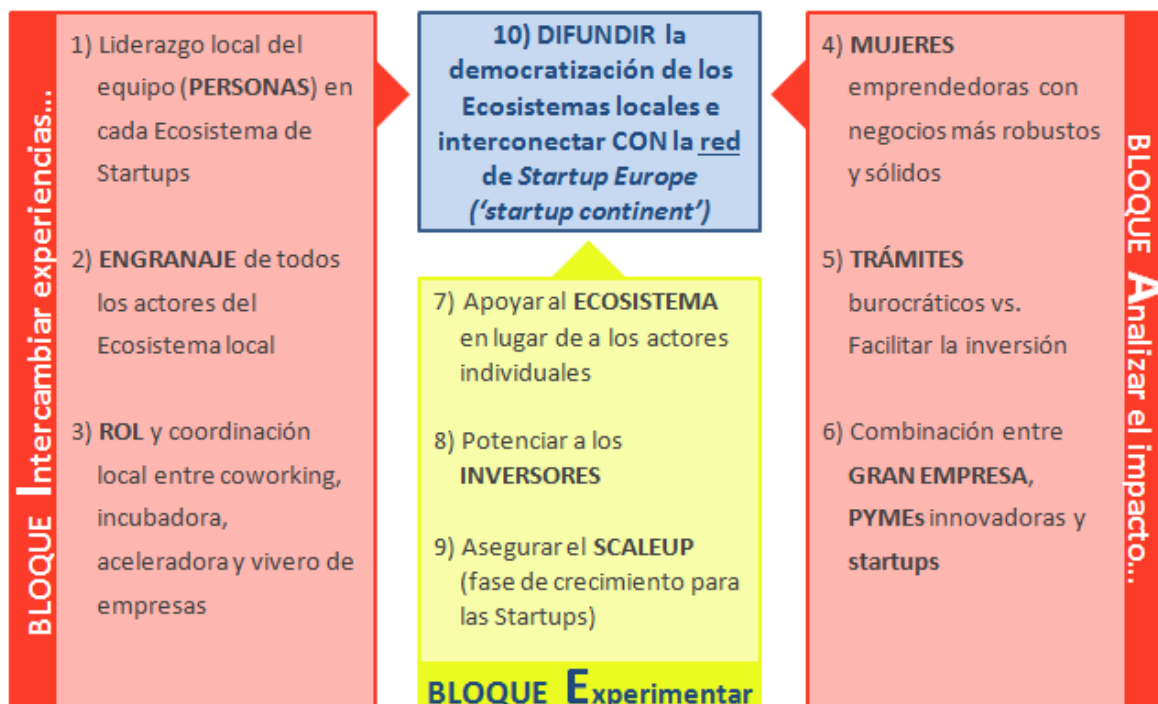 BLOQUE Intercambiar experiencias...
1) Liderazgo local del
equipo (PERSONAS) en
cada Ecosistema de
Startups
2) ENGRANAJE de todos
los actores del
Ecosistema local
3) ROL y coordinación
local entre coworking,
incubadora,
aceleradora y vivero de
empresas
10) DIFUNDIR la
democratización de los
Ecosistemas locales e
interconectar CON la red
de Startup Europe
(‘startup continent’)
7) Apoyar al ECOSISTEMA
en lugar de a los actores
individuales
8) Potenciar a los
INVERSORES
9) Asegurar el SCALEUP
(fase de crecimiento para
las Startups)
BLOQUE Experimentar
4) MUJERES
emprendedoras con
negocios más robustos
y sólidos
5) TRÁMITES
burocráticos vs.
Facilitar la inversión
6) Combinación entre
GRAN EMPRESA,
PYMEs innovadoras y
startups
BLOQUE Analizar el impacto...